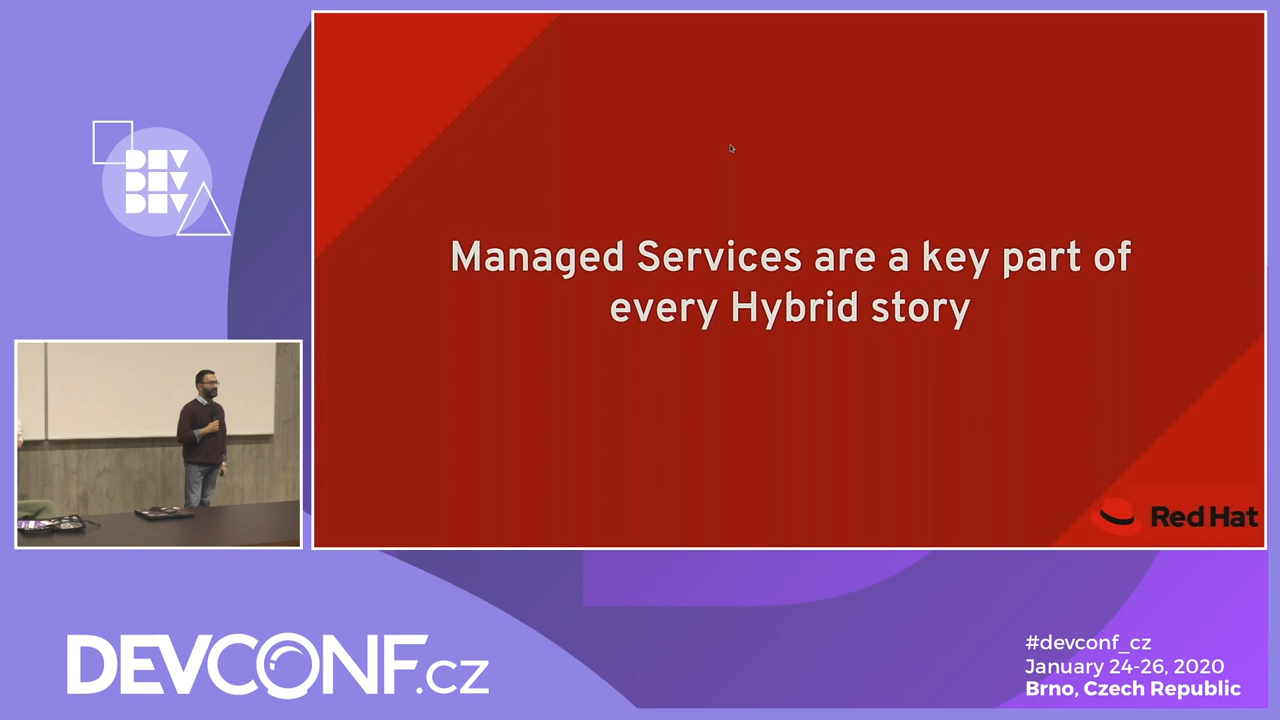 DEV
DEV
DEV
Managed Services are a key part of
every Hybrid story
Red Hat
DEVCONF.cz
#devconf_cz
January 24-26, 2020
Brno, Czech Republic